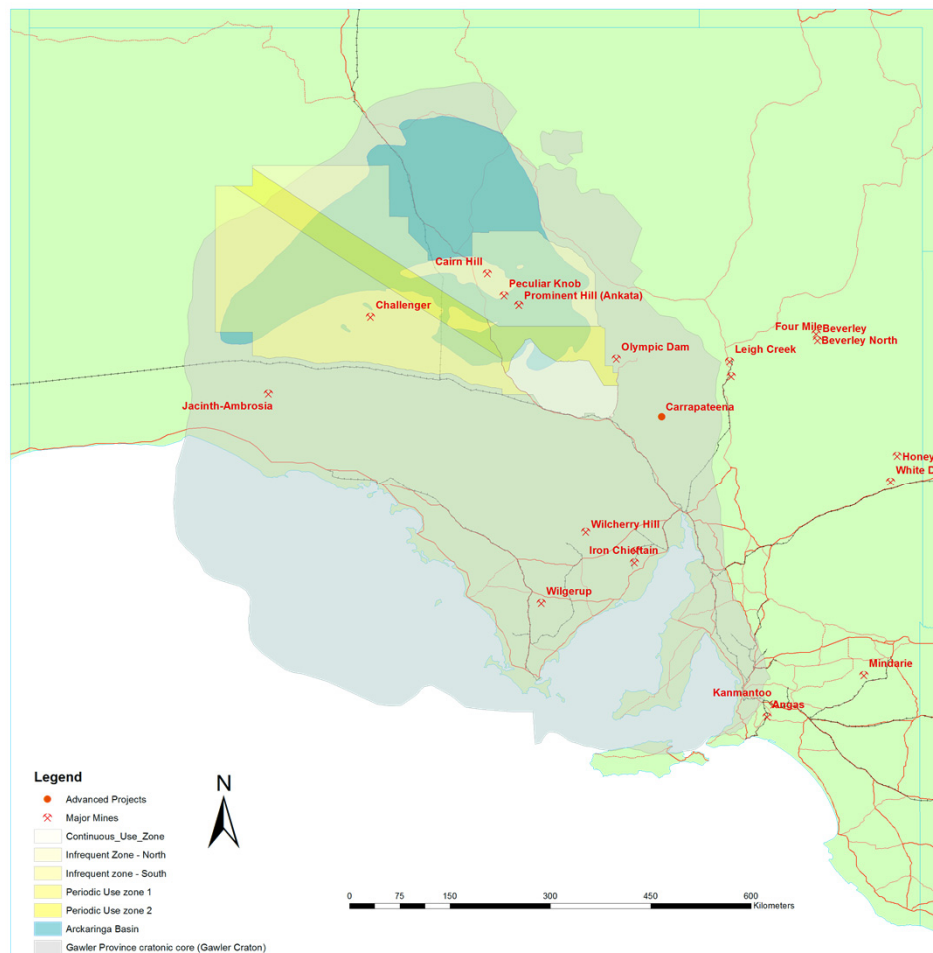 Cairn Hill
Peculiar Knob
Prominent Hill (Ankata)
Challenger
Four Mile
Beverley
Beverley North
Olympic Dam
Leigh Creek
Jacinth-Ambrosia
Carrapateena
Honey
White D
Wilcherry Hill
Iron Chieftain
Wilgerup
Mindarie
Kanmantoo
Angas
Legend
Advanced Projects
Major Mines
Continuous_Use_Zone
Infrequent Zone - North
Infrequent zone - South
Periodic Use zone 1
Periodic Use zone 2
Arckaringa Basin
Gawler Province cratonic core (Gawler Craton)
N
0 75 150 300 450 600
Kilometers